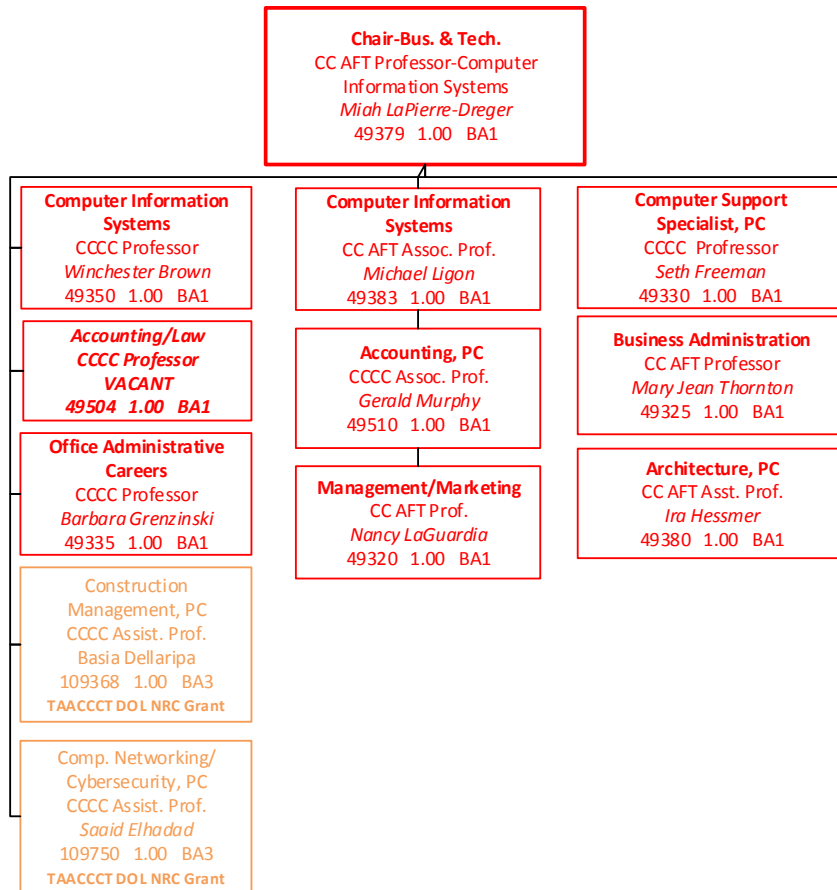 Chair-Bus. & Tech.
CC AFT Professor-Computer
Information Systems
Miah LaPierre-Dreger
49379 1.00 BA1
Computer Information
Systems
CCCC Professor
Winchester Brown
49350 1.00 BA1
Accounting/Law
CCCC Professor
VACANT
49504 1.00 BA1
Office Administrative
Careers
CCCC Professor
Barbara Grenzinski
49335 1.00 BA1
Construction
Management, PC
CCCC Assist. Prof.
Basia Dellaripa
109368 1.00 BA3
TAACCCT DOL NRC Grant
Comp. Networking/
Cybersecurity, PC
CCCC Assist. Prof.
Saaid Elhadad
109750 1.00 BA3
TAACCCT DOL NRC Grant
Computer Information
Systems
CC AFT Assoc. Prof.
Michael Ligon
49383 1.00 BA1
Accounting, PC
CCCC Assoc. Prof.
Gerald Murphy
49510 1.00 BA1
Management/Marketing
CC AFT Prof.
Nancy LaGuardia
49320 1.00 BA1
Computer Support
Specialist, PC
CCCC Profressor
Seth Freeman
49330 1.00 BA1
Business Administration
CC AFT Professor
Mary Jean Thornton
49325 1.00 BA1
Architecture, PC
CC AFT Asst. Prof.
Ira Hessmer
49380 1.00 BA1